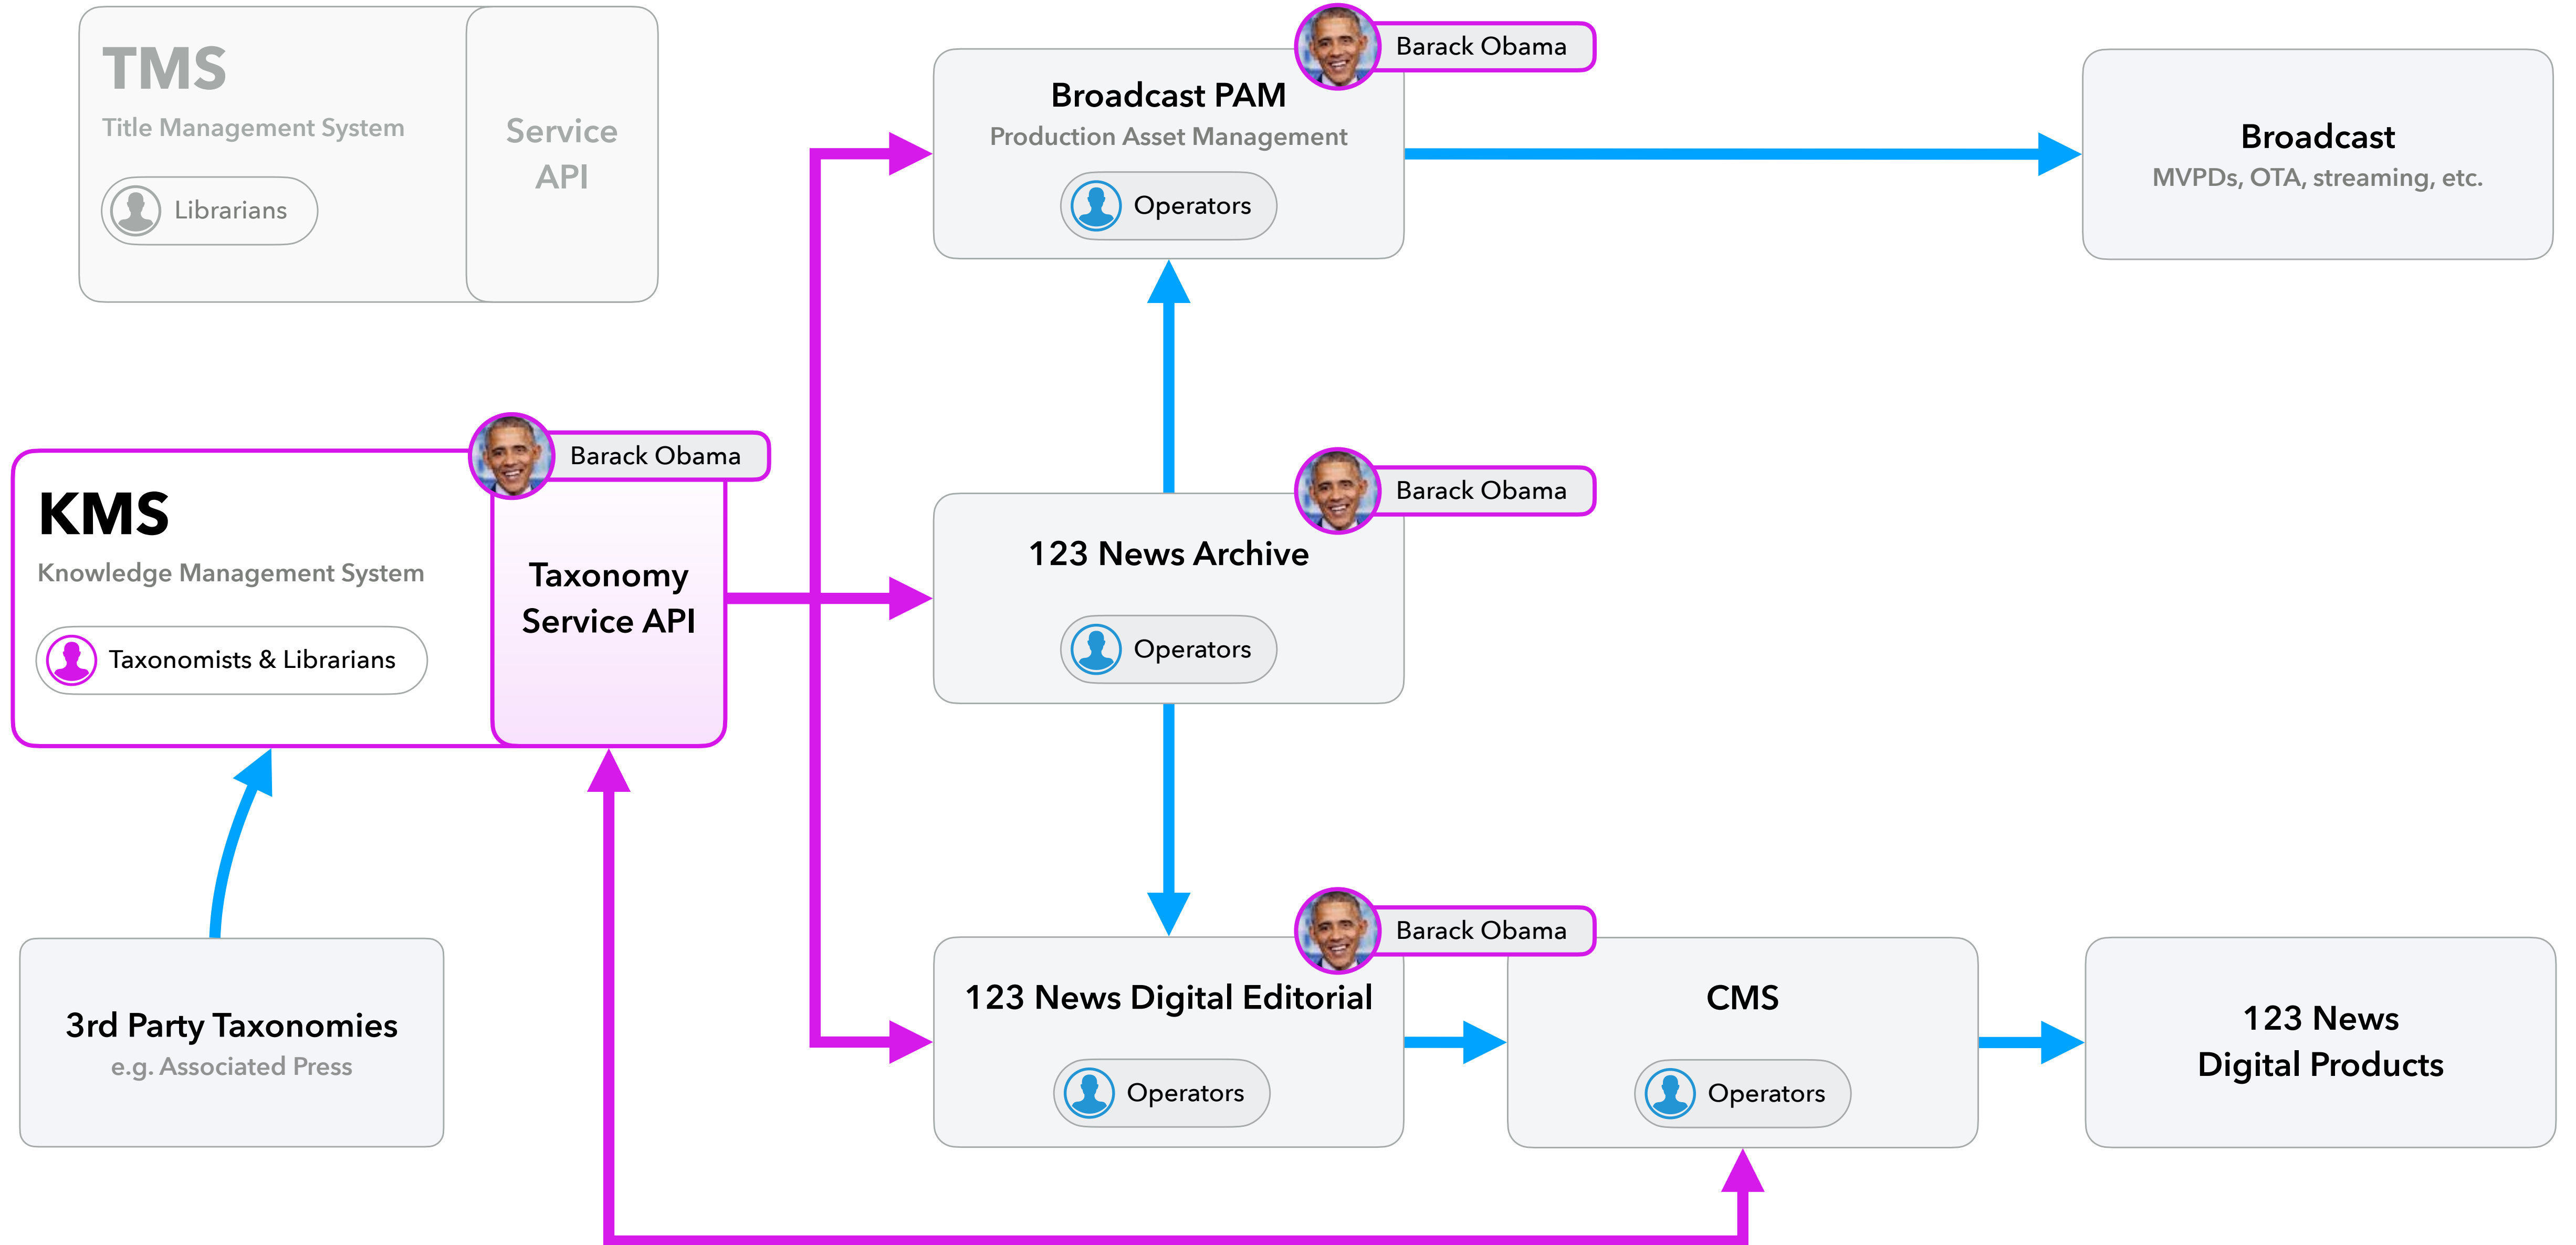 TMS
Title Management System
Librarians
Service
API
Barack Obama
Broadcast PAM
Production Asset Management
Operators
Broadcast
MVPDs, OTA, streaming, etc.
Barack Obama
KMS
Knowledge Management System
Taxonomists & Librarians
Taxonomy
Service API
Barack Obama
123 News Archive
Operators
3rd Party Taxonomies
e.g. Associated Press
Barack Obama
123 News Digital Editorial
Operators
CMS
Operators
123 News
Digital Products